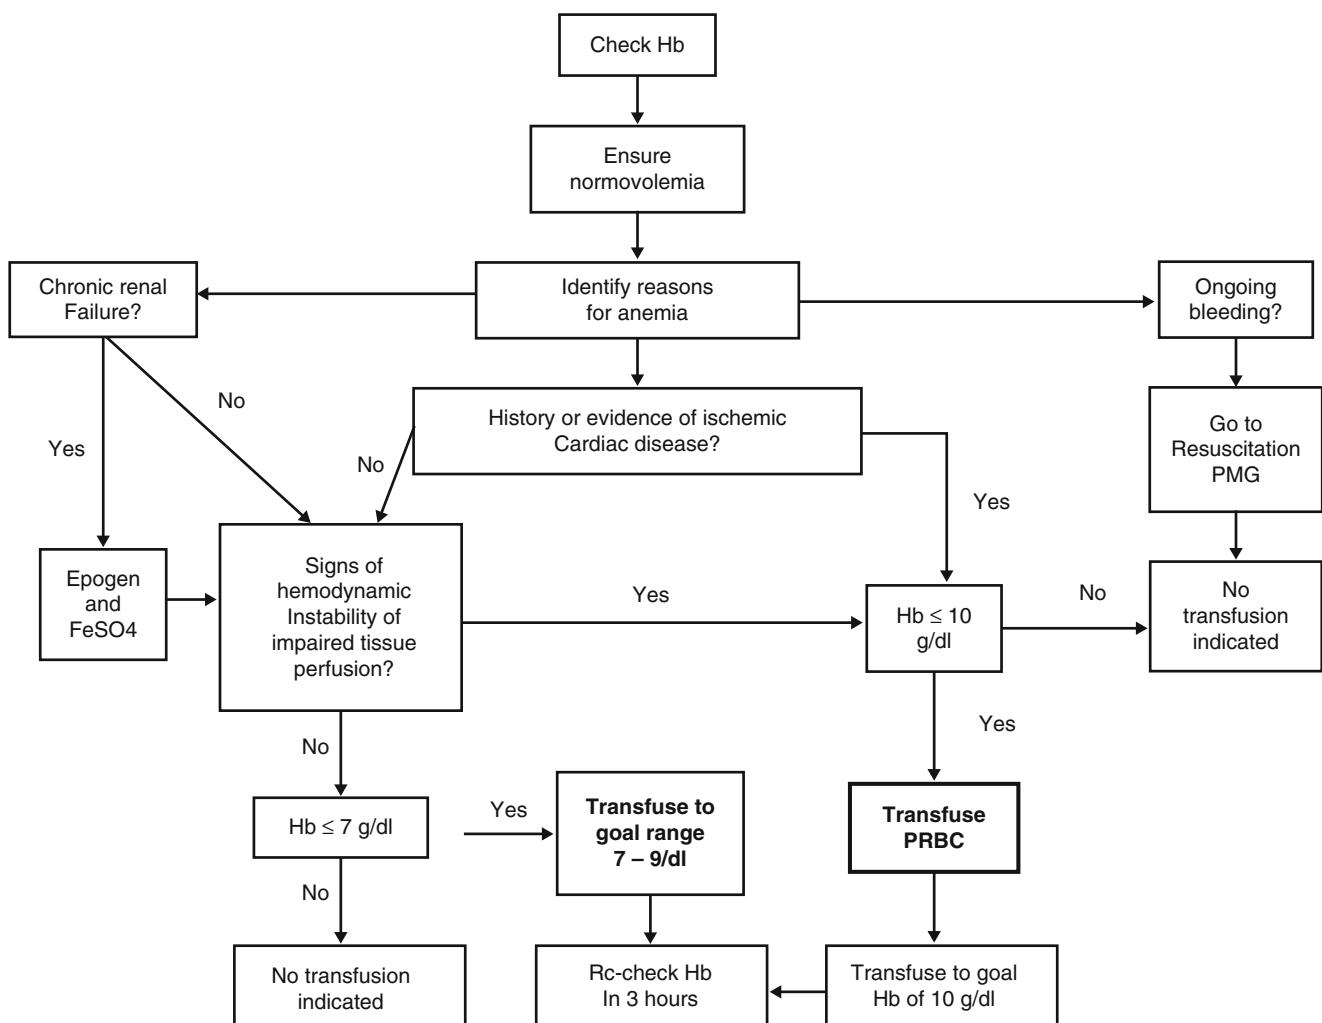 Check Hb
Ensure
normovolemia
Identify reasons
for anemia
Chronic renal
Failure?
Ongoing
bleeding?
No
Yes
History or evidence of ischemic
Cardiac disease?
No
Yes
Go to
Resuscitation
PMG
Epogen
and
FeSO4
Signs of
hemodynamic
Instability of
impaired tissue
perfusion?
Yes
Hb ≤ 10
g/dl
No
No
transfusion
indicated
No
Yes
Hb ≤ 7 g/dl
Yes
Transfuse to
goal range
7 – 9/dl
Transfuse
PRBC
No
No transfusion
indicated
Rc-check Hb
In 3 hours
Transfuse to goal
Hb of 10 g/dl